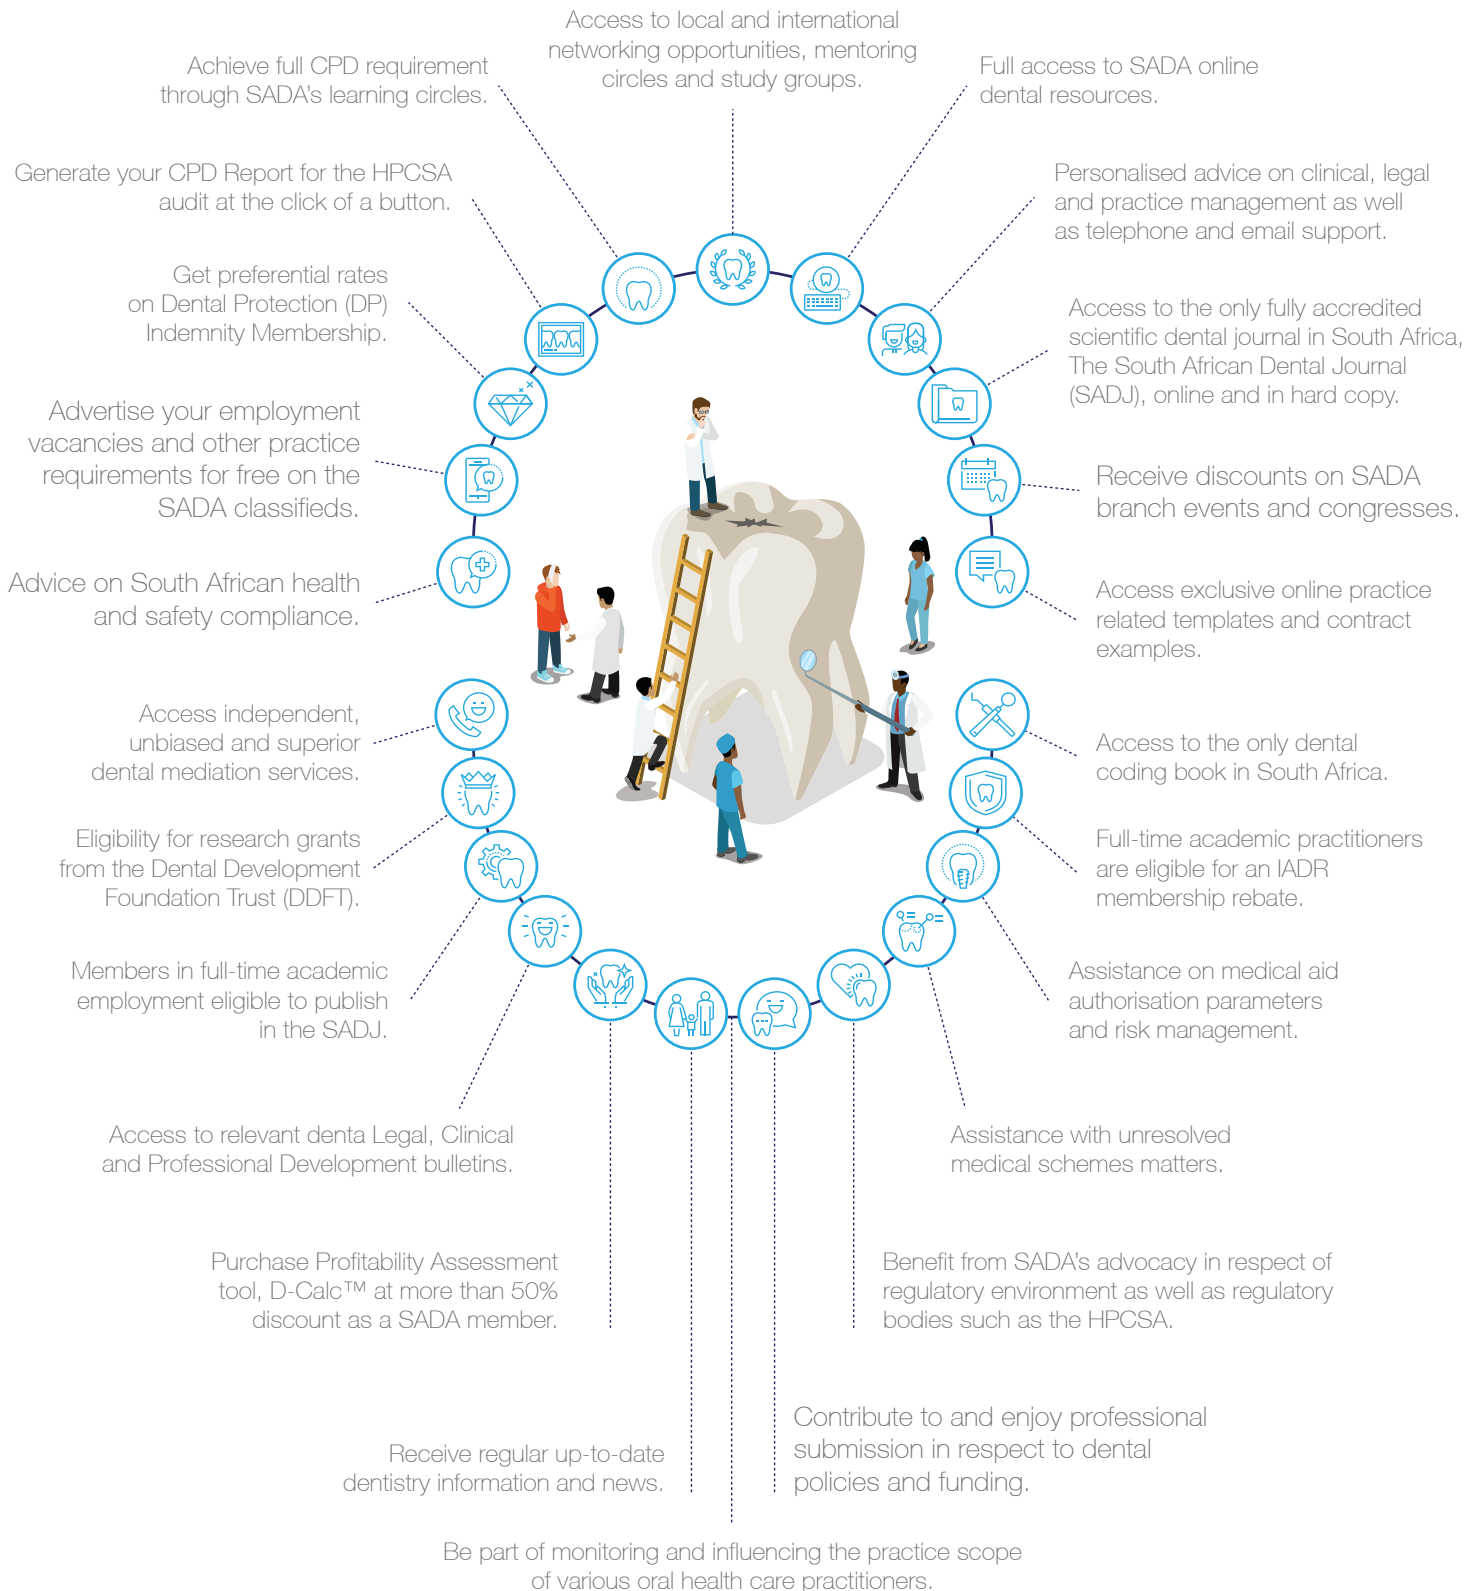 Access to local and international
networking opportunities, mentoring
circles and study groups.
Achieve full CPD requirement
through SADA's learning circles.
Full access to SADA online
dental resources.
Generate your CPD Report for the HPCSA
audit at the click of a button.
Personalised advice on clinical, legal
and practice management as well
as telephone and email support.
Get preferential rates
on Dental Protection (DP)
Indemnity Membership.
Access to the only fully accredited
scientific dental journal in South Africa,
The South African Dental Journal
(SADJ), online and in hard copy.
Advertise your employment
vacancies and other practice
requirements for free on the
SADA classifieds.
Receive discounts on SADA
branch events and congresses.
Advice on South African health
and safety compliance.
Access exclusive online practice
related templates and contract
examples.
Access independent,
unbiased and superior
dental mediation services.
Access to the only dental
coding book in South Africa.
Eligibility for research grants
from the Dental Development
Foundation Trust (DDFT).
Full-time academic practitioners
are eligible for an IADR
membership rebate.
Members in full-time academic
employment eligible to publish
in the SADJ.
Assistance on medical aid
authorisation parameters
and risk management.
Access to relevant denta Legal, Clinical
and Professional Development bulletins.
Assistance with unresolved
medical schemes matters.
Purchase Profitability Assessment
tool, D-Calc™ at more than 50%
discount as a SADA member.
Benefit from SADA's advocacy in respect of
regulatory environment as well as regulatory
bodies such as the HPCSA.
Receive regular up-to-date
dentistry information and news.
Contribute to and enjoy professional
submission in respect to dental
policies and funding.
Be part of monitoring and influencing the practice scope
of various oral health care practitioners.